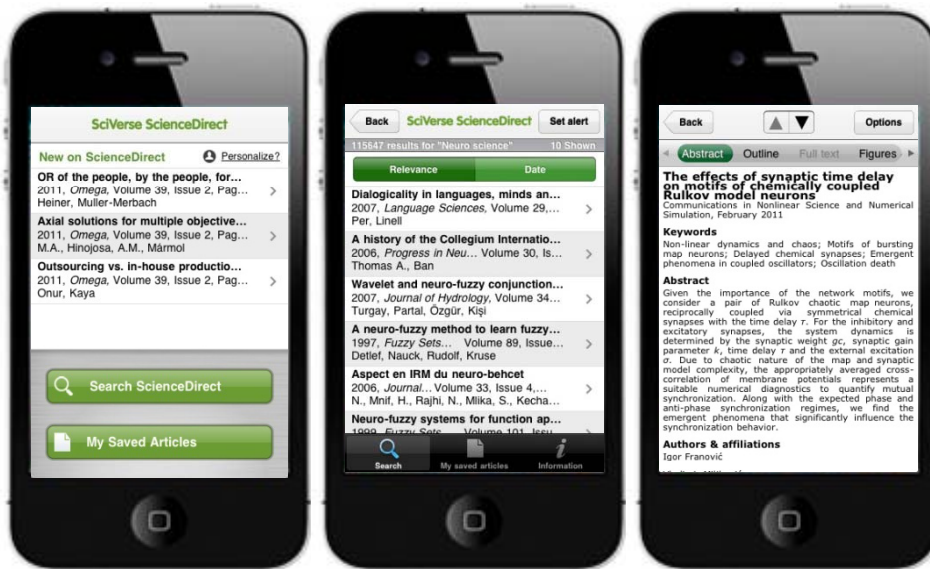 SciVerse ScienceDirect
New on ScienceDirect Personalize?
OR of the people, by the people, for...
2011, Omega, Volume 39, Issue 2, Pag...
Heiner, Muller-Merbach
Axial solutions for multiple objective...
2011, Omega, Volume 39, Issue 2, Pag...
M.A., Hinojosa, A.M., Mármol
Outsourcing vs. in-house productio...
2011, Omega, Volume 39, Issue 2, Pag...
Onur, Kaya
Search ScienceDirect
My Saved Articles
Back SciVerse ScienceDirect Set alert
115647 results for "Neuro science" 10 Shown
Relevance Date
Dialogicality in languages, minds an...
2007, Language Sciences, Volume 29,...
Per, Linell
A history of the Collegium Internatio...
2006, Progress in Neu... Volume 30, Is...
Thomas A., Ban
Wavelet and neuro-fuzzy conjunction...
2007, Journal of Hydrology, Volume 34...
Turgay, Partal, Özgür, Kişi
A neuro-fuzzy method to learn fuzzy...
1997, Fuzzy Sets... Volume 89, Issue...
Detlef, Nauck, Rudolf, Kruse
Aspect en IRM du neuro-behcet
2006, Journal... Volume 33, Issue 4,...
N., Mnif, H., Rajhi, N., Mlika, S., Kecha...
Neuro-fuzzy systems for function ap...
1999, Fuzzy Sets... Volume 101, Issu...
Search My saved articles Information
Back Options
Abstract Outline Full text Figures
The effects of synaptic time delay
on motifs of chemically coupled
Rulkov model neurons
Communications in Nonlinear Science and Numerical
Simulation, February 2011
Keywords
Non-linear dynamics and chaos; Motifs of bursting
map neurons; Delayed chemical synapses; Emergent
phenomena in coupled oscillators; Oscillation death
Abstract
Given the importance of the network motifs, we
consider a pair of Rulkov chaotic map neurons,
reciprocally coupled via symmetrical chemical
synapses with the time delay τ. For the inhibitory and
excitatory synapses, the system dynamics is
determined by the synaptic weight gc, synaptic gain
parameter k, time delay τ and the external excitation
σ. Due to chaotic nature of the map and synaptic
model complexity, the appropriately averaged cross-
correlation of membrane potentials represents a
suitable numerical diagnostics to quantify mutual
synchronization. Along with the expected phase and
anti-phase synchronization regimes, we find the
emergent phenomena that significantly influence the
synchronization behavior.
Authors & affiliations
Igor Franović